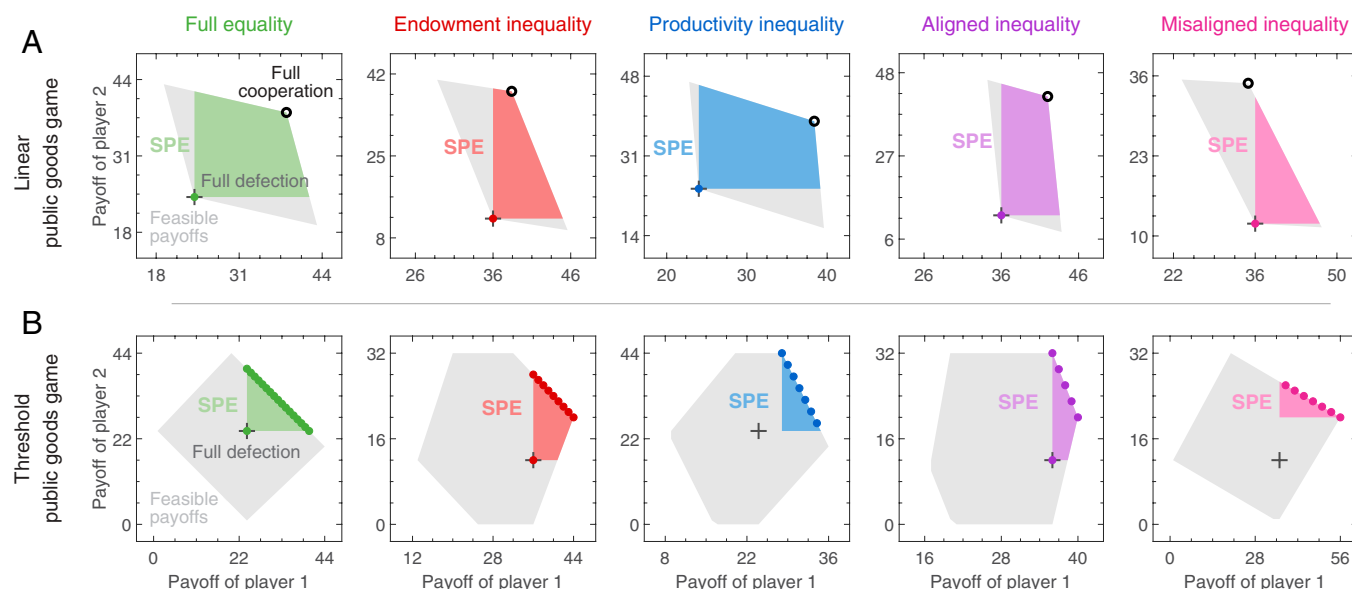 Full equality
Endowment inequality
Productivity inequality
Aligned inequality
Misaligned inequality
A
Linear
public goods game
Payoff of player 2
44
31
18
18
31
44
Full
cooperation
SPE
Full defection
Feasible
payoffs
42
25
8
26
36
46
SPE
48
31
14
20
30
40
SPE
48
27
6
26
36
46
SPE
36
23
10
22
36
50
SPE
B
Threshold
public goods game
Payoff of player 2
44
22
0
0
22
44
SPE
Full defection
Feasible
payoffs
Payoff of player 1
32
16
0
12
28
44
SPE
Payoff of player 1
44
22
0
8
22
36
SPE
Payoff of player 1
32
16
0
16
28
40
SPE
Payoff of player 1
56
28
0
0
28
56
SPE
Payoff of player 1